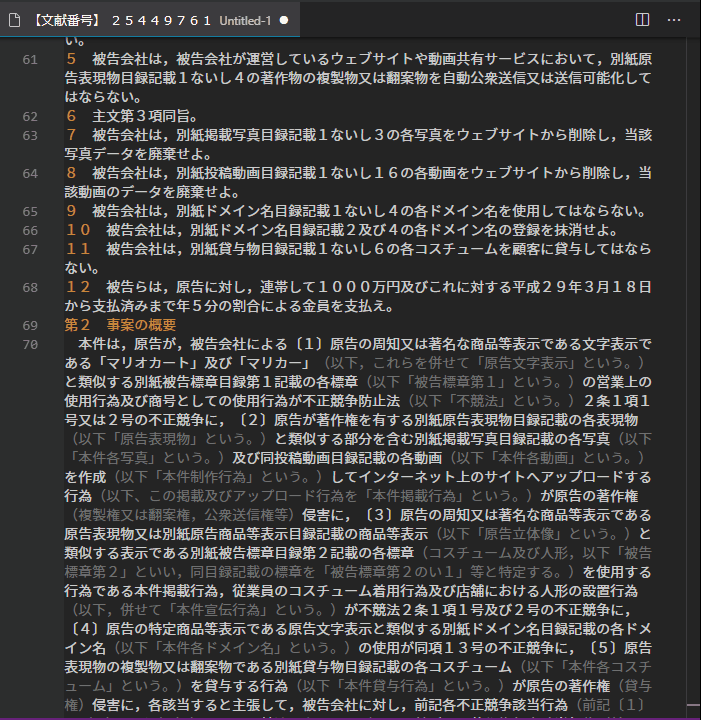 【文献番号】 ２５４４９７６１ Untitled-1
い。
61 ５　被告会社は，被告会社が運営しているウェブサイトや動画共有サービスにおいて，別紙原
告表現物目録記載１ないし４の著作物の複製物又は翻案物を自動公衆送信又は送信可能化して
はならない。
62 ６　主文第３項同旨。
63 ７　被告会社は，別紙掲載写真目録記載１ないし３の各写真をウェブサイトから削除し，当該
写真データを廃棄せよ。
64 ８　被告会社は，別紙投稿動画目録記載１ないし１６の各動画をウェブサイトから削除し，当
該動画のデータを廃棄せよ。
65 ９　被告会社は，別紙ドメイン名目録記載１ないし４の各ドメイン名を使用してはならない。
66 １０　被告会社は，別紙ドメイン名目録記載２及び４の各ドメイン名の登録を抹消せよ。
67 １１　被告会社は，別紙貸与物目録記載１ないし６の各コスチュームを顧客に貸与してはなら
ない。
68 １２　被告らは，原告に対し，連帯して１０００万円及びこれに対する平成２９年３月１８日
から支払済みまで年５分の割合による金員を支払え。
69 第２　事案の概要
70 　本件は，原告が，被告会社による〔１〕原告の周知又は著名な商品等表示である文字表示で
ある「マリオカート」及び「マリカー」（以下，これらを併せて「原告文字表示」という。）
と類似する別紙被告標章目録第１記載の各標章（以下「被告標章第１」という。）の営業上の
使用行為及び商号としての使用行為が不正競争防止法（以下「不競法」という。）２条１項１
号又は２号の不正競争に，〔２〕原告が著作権を有する別紙原告表現物目録記載の各表現物
（以下「原告表現物」という。）と類似する部分を含む別紙掲載写真目録記載の各写真（以下
「本件各写真」という。）及び同投稿動画目録記載の各動画（以下「本件各動画」という。）
を作成（以下「本件制作行為」という。）してインターネット上のサイトへアップロードする
行為（以下、この掲載及びアップロード行為を「本件掲載行為」という。）が原告の著作権
（複製権又は翻案権，公衆送信権等）侵害に，〔３〕原告の周知又は著名な商品等表示である
原告表現物又は別紙原告商品等表示目録記載の商品等表示（以下「原告立体像」という。）と
類似する表示である別紙被告標章目録第２記載の各標章（コスチューム及び人形，以下「被告
標章第２」といい，同目録記載の標章を「被告標章第２のい１」等と特定する。）を使用する
行為である本件掲載行為，従業員のコスチューム着用行為及び店舗における人形の設置行為
（以下，併せて「本件宣伝行為」という。）が不競法２条１項１号及び２号の不正競争に，
〔４〕原告の特定商品等表示である原告文字表示と類似する別紙ドメイン名目録記載の各ドメ
イン名（以下「本件各ドメイン名」という。）の使用が同項１３号の不正競争に，〔５〕原告
表現物の複製物又は翻案物である別紙貸与物目録記載の各コスチューム（以下「本件各コスチ
ューム」という。）を貸与する行為（以下「本件貸与行為」という。）が原告の著作権（貸与
権）侵害に，各該当すると主張して，被告会社に対し，前記各不正競争該当行為（前記〔１〕